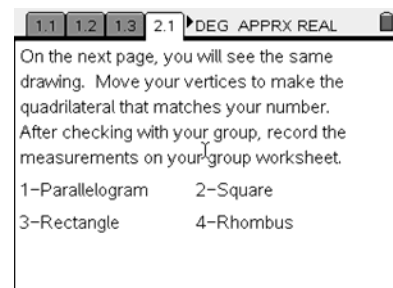 1.1 1.2 1.3 2.1 DEG APPRX REAL
On the next page, you will see the same
drawing. Move your vertices to make the
quadrilateral that matches your number.
After checking with your group, record the
measurements on your group worksheet.
1-Parallelogram 2-Square
3-Rectangle 4-Rhombus